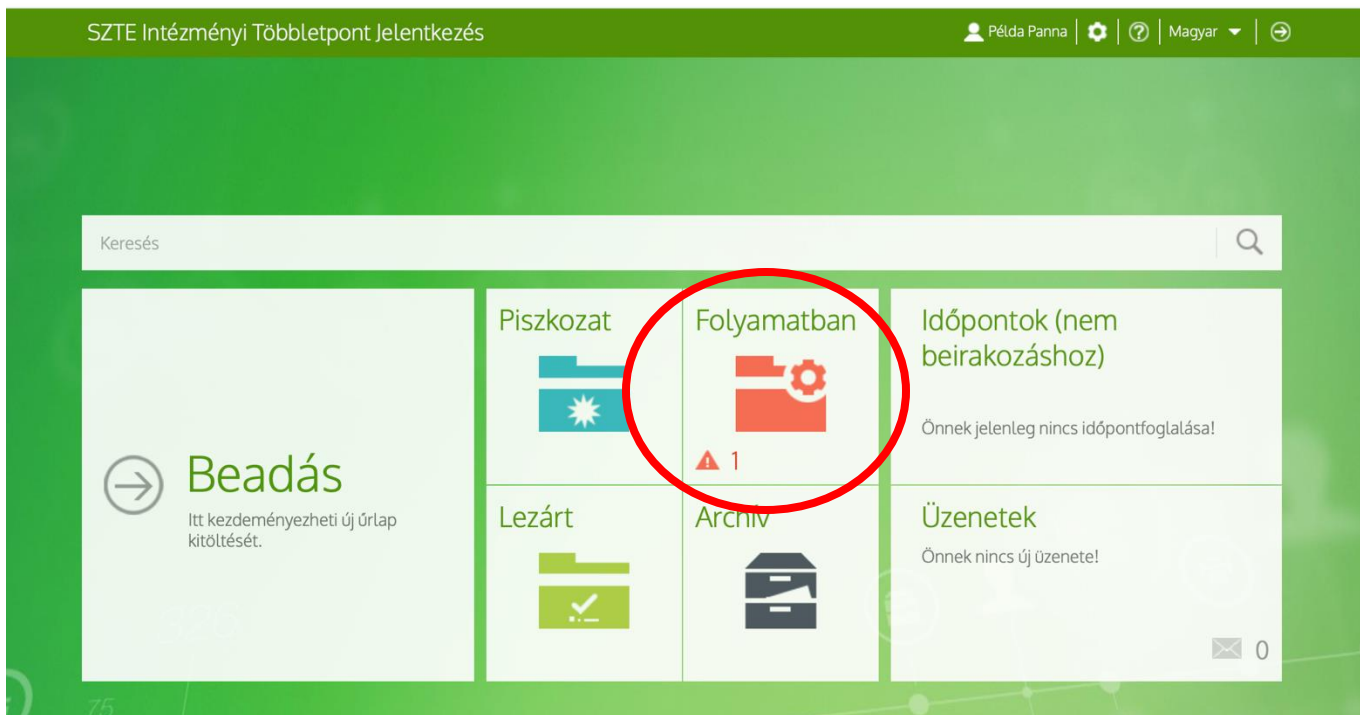 SZTE Intézményi Többletpont Jelentkezés
Példa Panna
Magyar
Keresés
Beadás
Itt kezdeményezheti új űrlap
kitöltését.
Piszkozat
Folyamatban
1
Lezárt
Archív
Időpontok (nem
beirakozáshoz)
Önnek jelenleg nincs időpontfoglalása!
Üzenetek
Önnek nincs új üzenete!
0
75